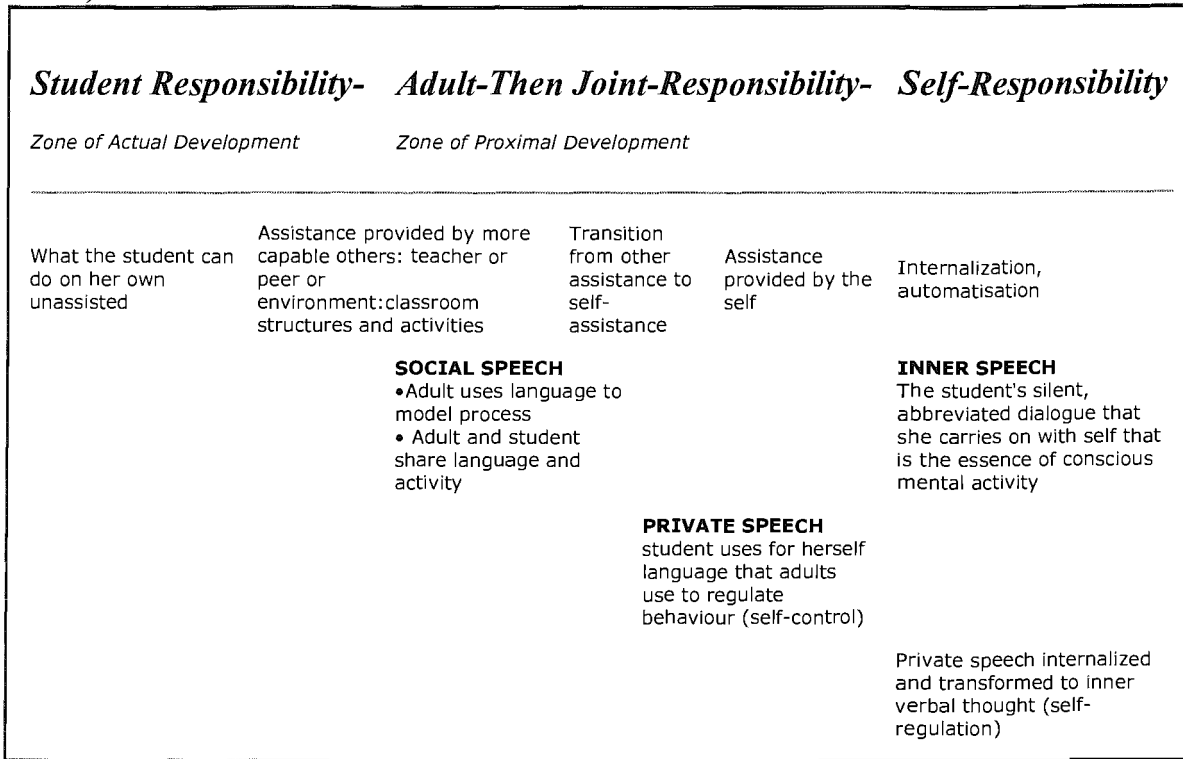 Student Responsibility- Adult-Then Joint-Responsibility- Self-Responsibility
Zone of Actual Development Zone of Proximal Development
What the student can
do on her own
unassisted
Assistance provided by more
capable others: teacher or
peer or
environment:classroom
structures and activities
Transition
from other
assistance to
self-
assistance
Assistance
provided by the
self
Internalization,
automatisation
SOCIAL SPEECH
•Adult uses language to
model process
• Adult and student
share language and
activity
INNER SPEECH
The student's silent,
abbreviated dialogue that
she carries on with self that
is the essence of conscious
mental activity
PRIVATE SPEECH
student uses for herself
language that adults
use to regulate
behaviour (self-control)
Private speech internalized
and transformed to inner
verbal thought (self-
regulation)